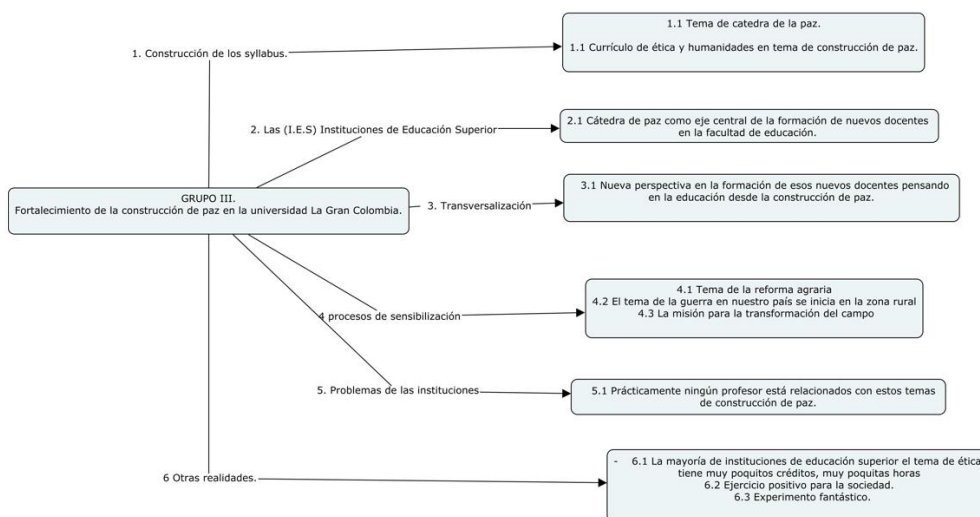 1.1 Tema de catedra de la paz.
1.1 Currículo de ética y humanidades en tema de construcción de paz.
1. Construcción de los syllabus.
2. Las (I.E.S) Instituciones de Educación Superior
2.1 Cátedra de paz como eje central de la formación de nuevos docentes
en la facultad de educación.
GRUPO III.
Fortalecimiento de la construcción de paz en la universidad La Gran Colombia.
3. Transversalización
3.1 Nueva perspectiva en la formación de esos nuevos docentes pensando
en la educación desde la construcción de paz.
4 procesos de sensibilización
4.1 Tema de la reforma agraria
4.2 El tema de la guerra en nuestro país se inicia en la zona rural
4.3 La misión para la transformación del campo
5. Problemas de las instituciones
5.1 Prácticamente ningún profesor está relacionados con estos temas
de construcción de paz.
6 Otras realidades.
- 6.1 La mayoría de instituciones de educación superior el tema de ética
tiene muy poquitos créditos, muy poquitas horas
6.2 Ejercicio positivo para la sociedad.
6.3 Experimento fantástico.